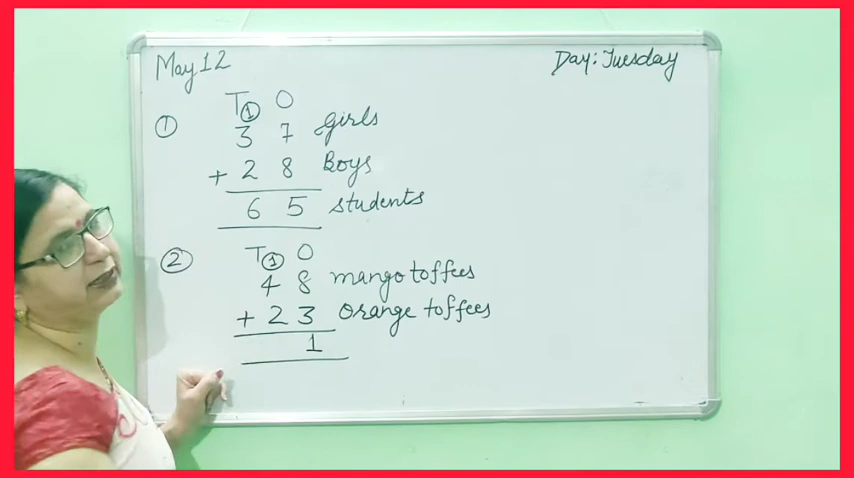 May 12 Day: Tuesday
T ① O
① 3 7 girls
+ 2 8 Boys
6 5 students
② T ① O
4 8 mango toffees
+ 2 3 orange toffees
1